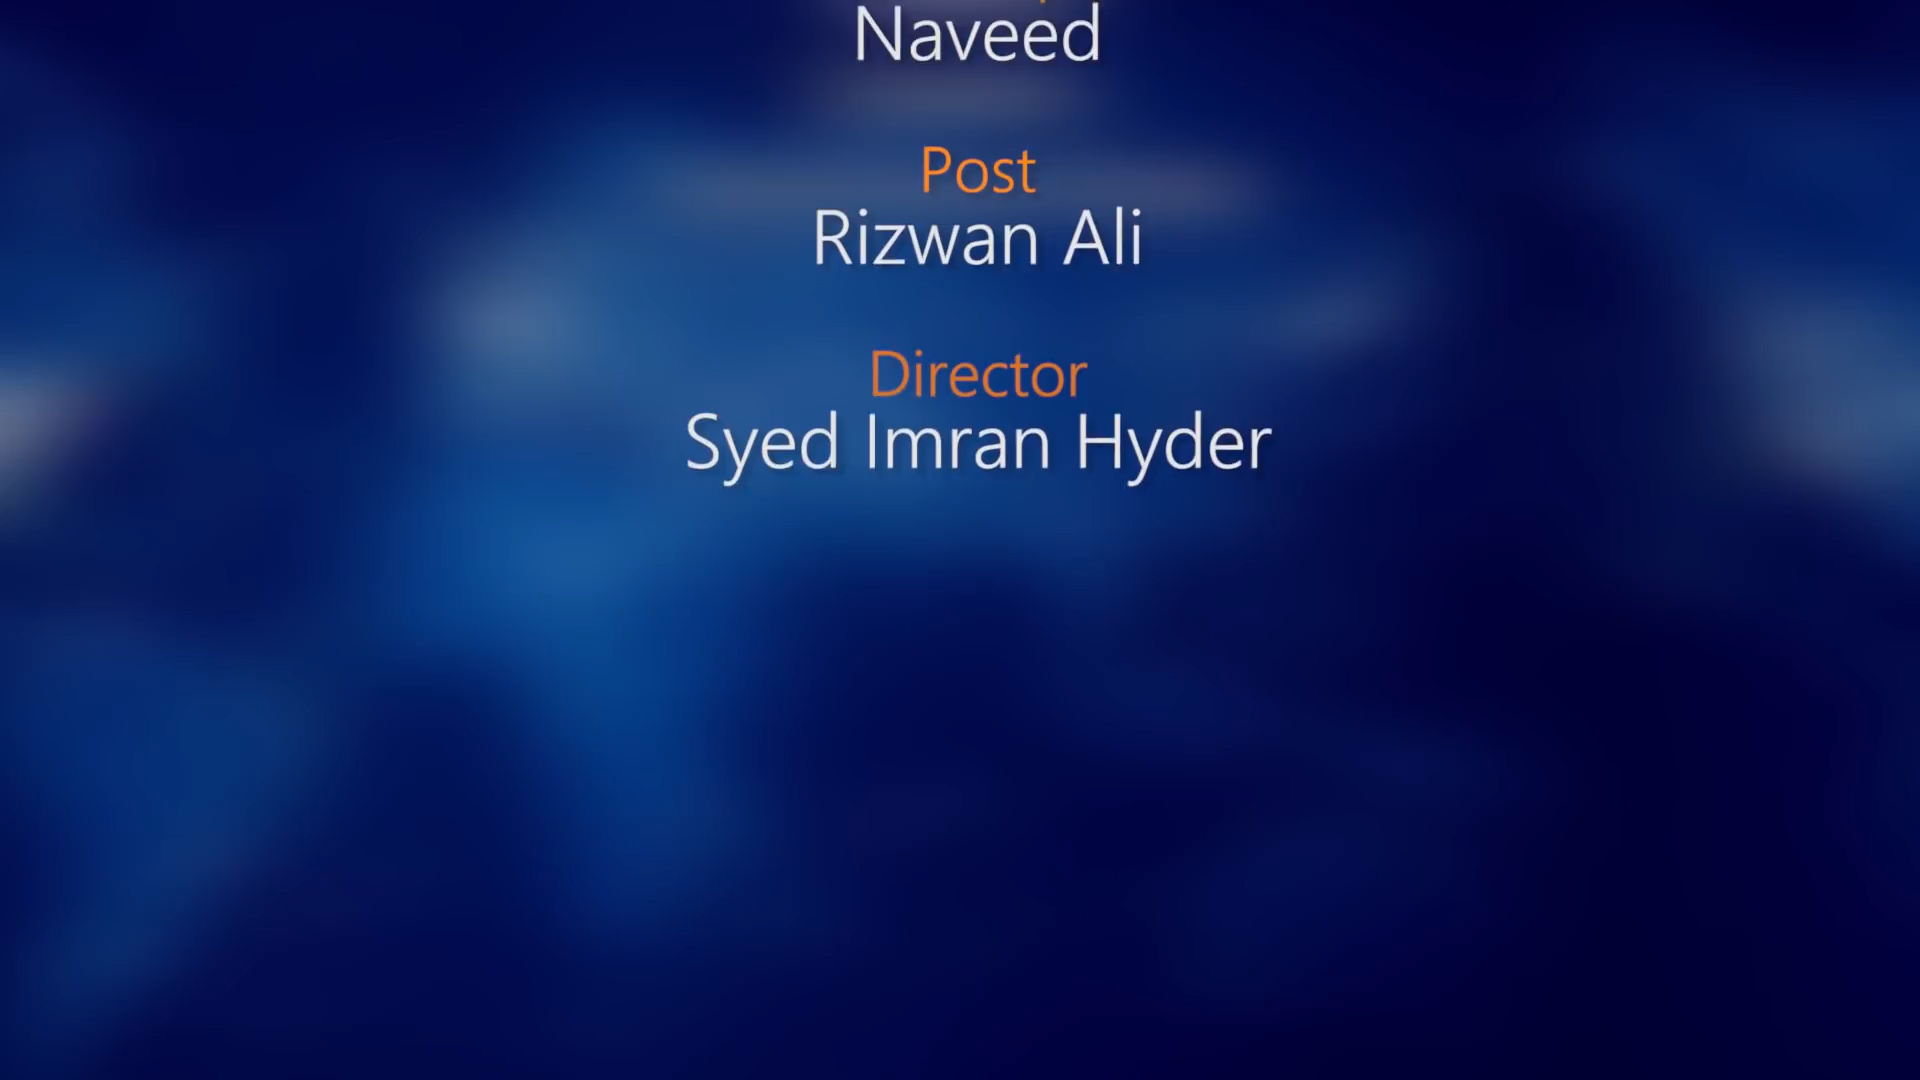 Naveed
Post
Rizwan Ali
Director
Syed Imran Hyder